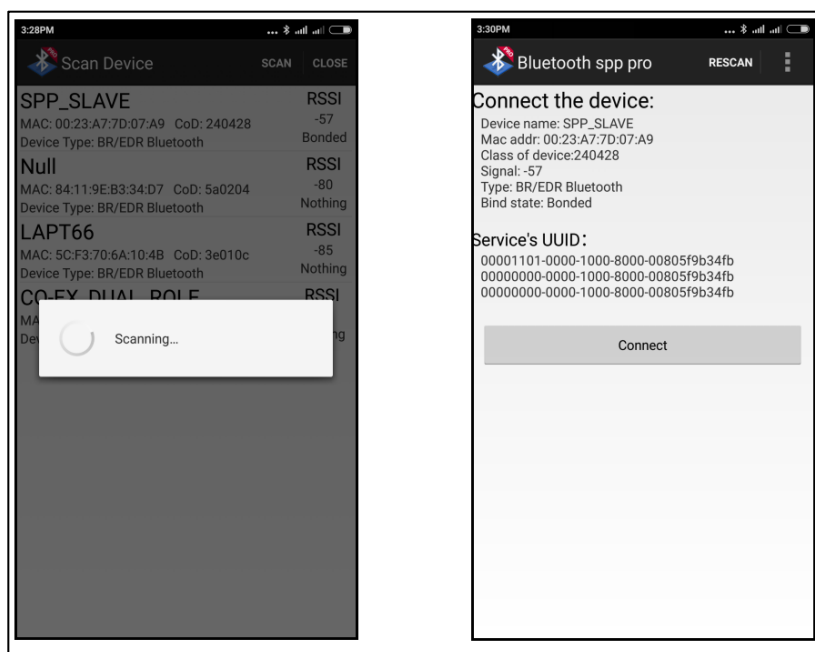 3:28PM
Scan Device
SCAN
CLOSE
SPP_SLAVE
RSSI
MAC: 00:23:A7:7D:07:A9 CoD: 240428
-57
Device Type: BR/EDR Bluetooth
Bonded
Null
RSSI
MAC: 84:11:9E:B3:34:D7 CoD: 5a0204
-80
Device Type: BR/EDR Bluetooth
Nothing
LAPT66
RSSI
MAC: 5C:F3:70:6A:10:4B CoD: 3e010c
-85
Device Type: BR/EDR Bluetooth
Nothing
CO-EX_DUAL_ROLE
RSSI
Scanning...
3:30PM
PRO
Bluetooth spp pro
RESCAN
Connect the device:
Device name: SPP_SLAVE
Mac addr: 00:23:A7:7D:07:A9
Class of device:240428
Signal: -57
Type: BR/EDR Bluetooth
Bind state: Bonded
Service's UUID:
00001101-0000-1000-8000-00805f9b34fb
00000000-0000-1000-8000-00805f9b34fb
00000000-0000-1000-8000-00805f9b34fb
Connect